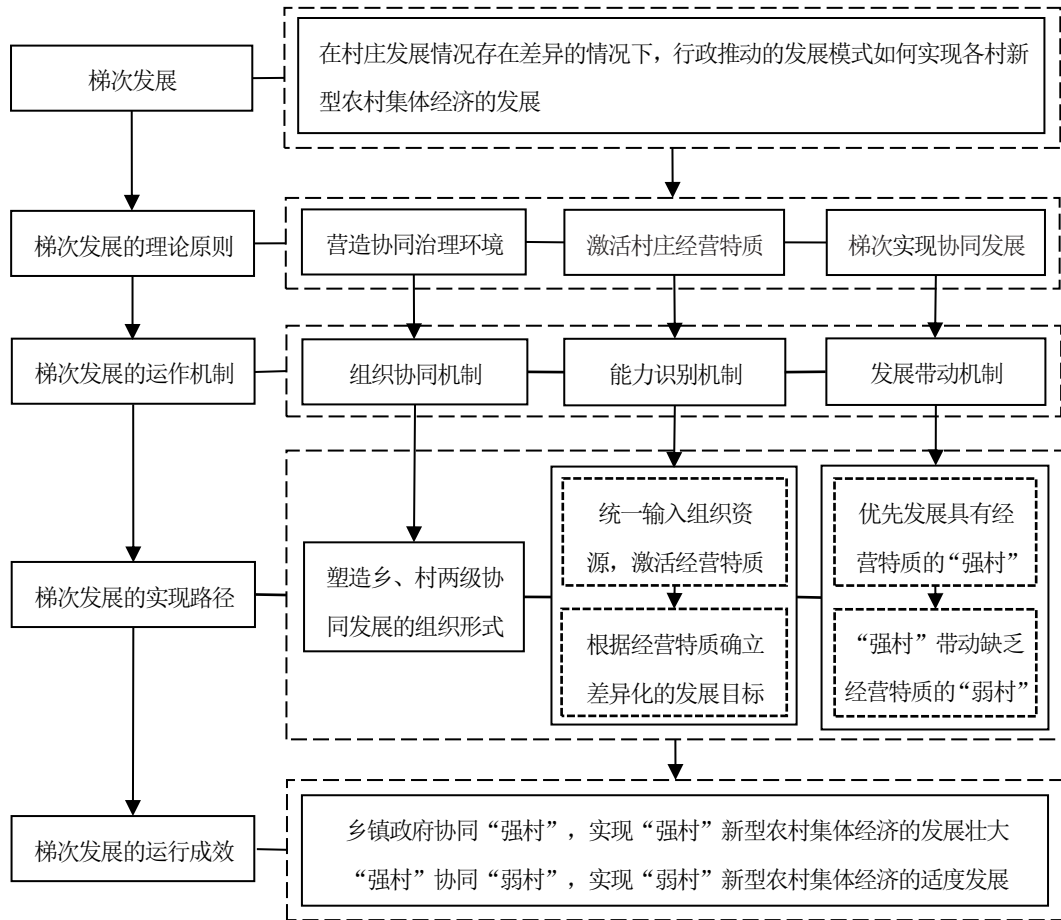 梯次发展
在村庄发展情况存在差异的情况下，行政推动的发展模式如何实现各村新
型农村集体经济的发展
梯次发展的理论原则
营造协同治理环境
激活村庄经营特质
梯次实现协同发展
梯次发展的运作机制
组织协同机制
能力识别机制
发展带动机制
梯次发展的实现路径
塑造乡、村两级协
同发展的组织形式
统一输入组织资
源，激活经营特质
根据经营特质确立
差异化的发展目标
优先发展具有经
营特质的“强村”
“强村”带动缺乏
经营特质的“弱村”
梯次发展的运行成效
乡镇政府协同“强村”，实现“强村”新型农村集体经济的发展壮大
“强村”协同“弱村”，实现“弱村”新型农村集体经济的适度发展